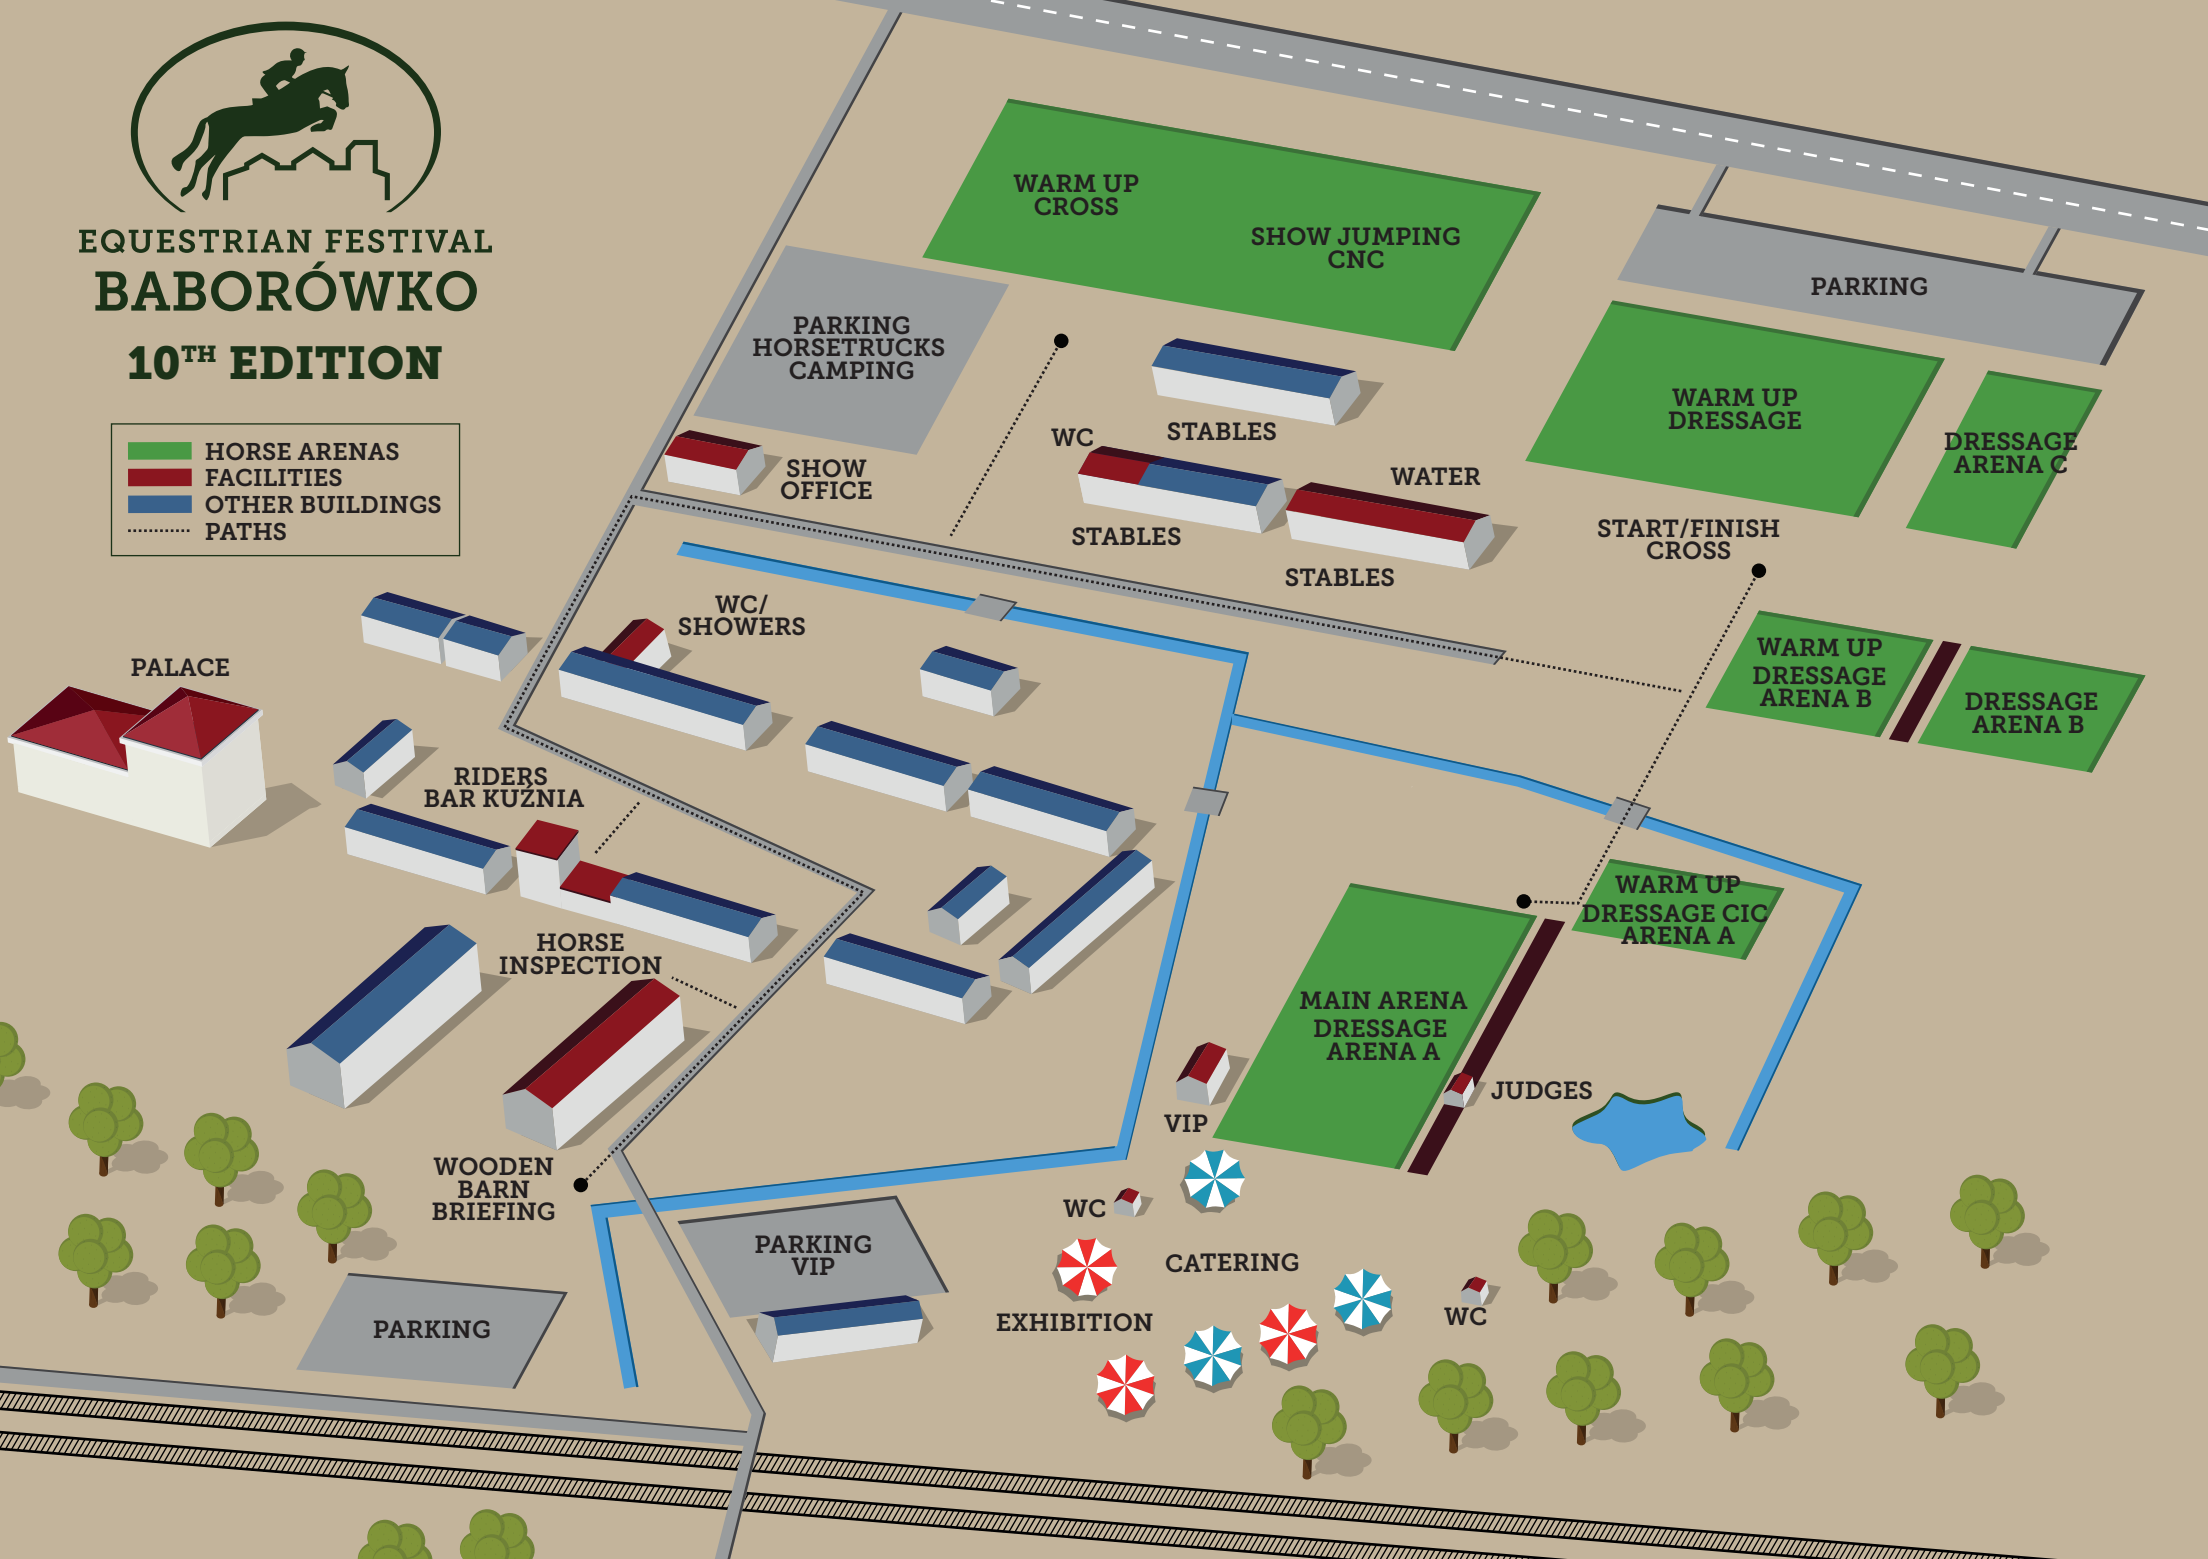 EQUESTRIAN FESTIVAL
BABORÓWKO
10TH EDITION
HORSE ARENAS
FACILITIES
OTHER BUILDINGS
PATHS
WARM UP
CROSS
SHOW JUMPING
CNC
PARKING
PARKING
HORSETRUCKS
CAMPING
WARM UP
DRESSAGE
DRESSAGE
ARENA C
WC
STABLES
SHOW
OFFICE
WATER
STABLES
STABLES
START/FINISH
CROSS
WC/
SHOWERS
PALACE
WARM UP
DRESSAGE
ARENA B
DRESSAGE
ARENA B
RIDERS
BAR KUŹNIA
WARM UP
DRESSAGE CIC
ARENA A
HORSE
INSPECTION
MAIN ARENA
DRESSAGE
ARENA A
JUDGES
VIP
WOODEN
BARN
BRIEFING
WC
PARKING
VIP
CATERING
EXHIBITION
WC
PARKING